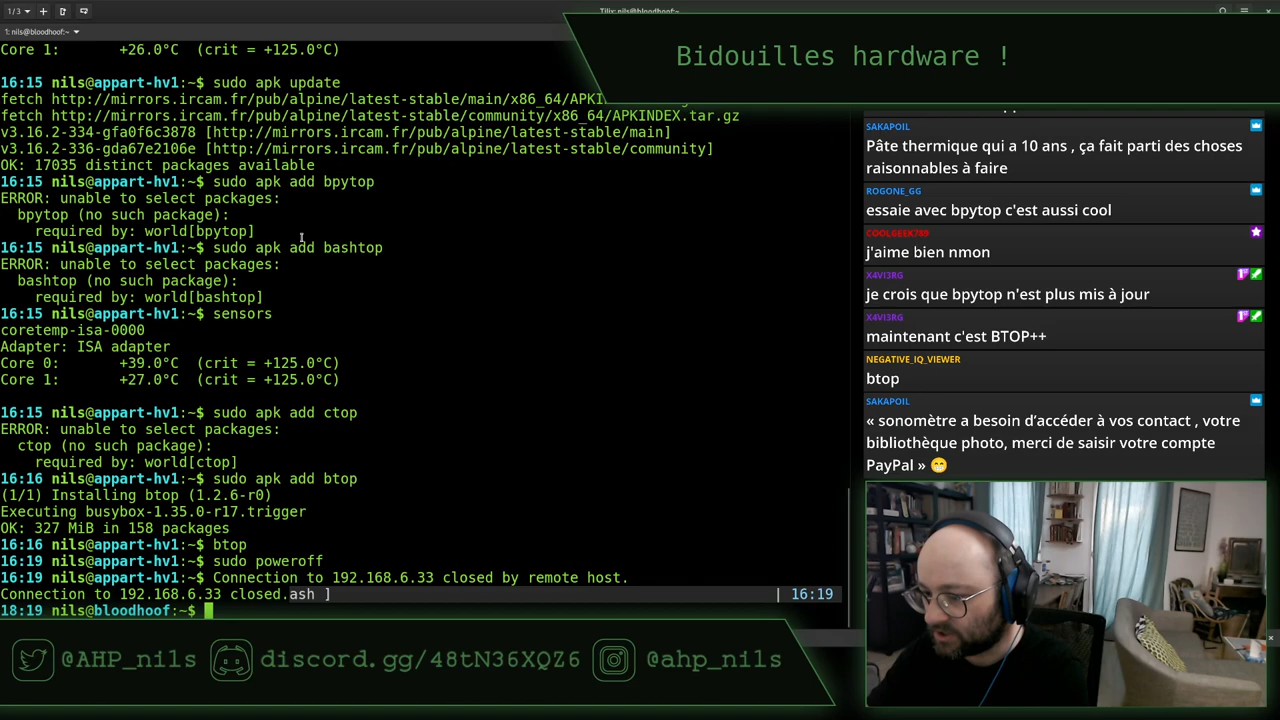 1 / 3
Tilix: nils@bloodhoof:~
1: nils@bloodhoof:~
Core 1:       +26.0°C  (crit = +125.0°C)
16:15 nils@appart-hv1:~$ sudo apk update
fetch http://mirrors.ircam.fr/pub/alpine/latest-stable/main/x86_64/APKI
fetch http://mirrors.ircam.fr/pub/alpine/latest-stable/community/x86_64/APKINDEX.tar.gz
v3.16.2-334-gfa0f6c3878 [http://mirrors.ircam.fr/pub/alpine/latest-stable/main]
v3.16.2-336-gda67e2106e [http://mirrors.ircam.fr/pub/alpine/latest-stable/community]
OK: 17035 distinct packages available
16:15 nils@appart-hv1:~$ sudo apk add bpytop
ERROR: unable to select packages:
bpytop (no such package):
required by: world[bpytop]
16:15 nils@appart-hv1:~$ sudo apk add bashtop
ERROR: unable to select packages:
bashtop (no such package):
required by: world[bashtop]
16:15 nils@appart-hv1:~$ sensors
coretemp-isa-0000
Adapter: ISA adapter
Core 0:       +39.0°C  (crit = +125.0°C)
Core 1:       +27.0°C  (crit = +125.0°C)
16:15 nils@appart-hv1:~$ sudo apk add ctop
ERROR: unable to select packages:
ctop (no such package):
required by: world[ctop]
16:16 nils@appart-hv1:~$ sudo apk add btop
(1/1) Installing btop (1.2.6-r0)
Executing busybox-1.35.0-r17.trigger
OK: 327 MiB in 158 packages
16:16 nils@appart-hv1:~$ btop
16:19 nils@appart-hv1:~$ sudo poweroff
16:19 nils@appart-hv1:~$ Connection to 192.168.6.33 closed by remote host.
Connection to 192.168.6.33 closed.ash ] | 16:19
18:19 nils@bloodhoof:~$
Bidouilles hardware !
SAKAPOIL
Pâte thermique qui a 10 ans , ça fait parti des choses
raisonnables à faire
ROGONE_GG
essaie avec bpytop c'est aussi cool
COOLGEEK789
j'aime bien nmon
X4VI3RG
je crois que bpytop n'est plus mis à jour
X4VI3RG
maintenant c'est BTOP++
NEGATIVE_IQ_VIEWER
btop
SAKAPOIL
« sonomètre a besoin d’accéder à vos contact , votre
bibliothèque photo, merci de saisir votre compte
PayPal » 😁
@AHP_nils
discord.gg/48tN36XQZ6
@ahp_nils